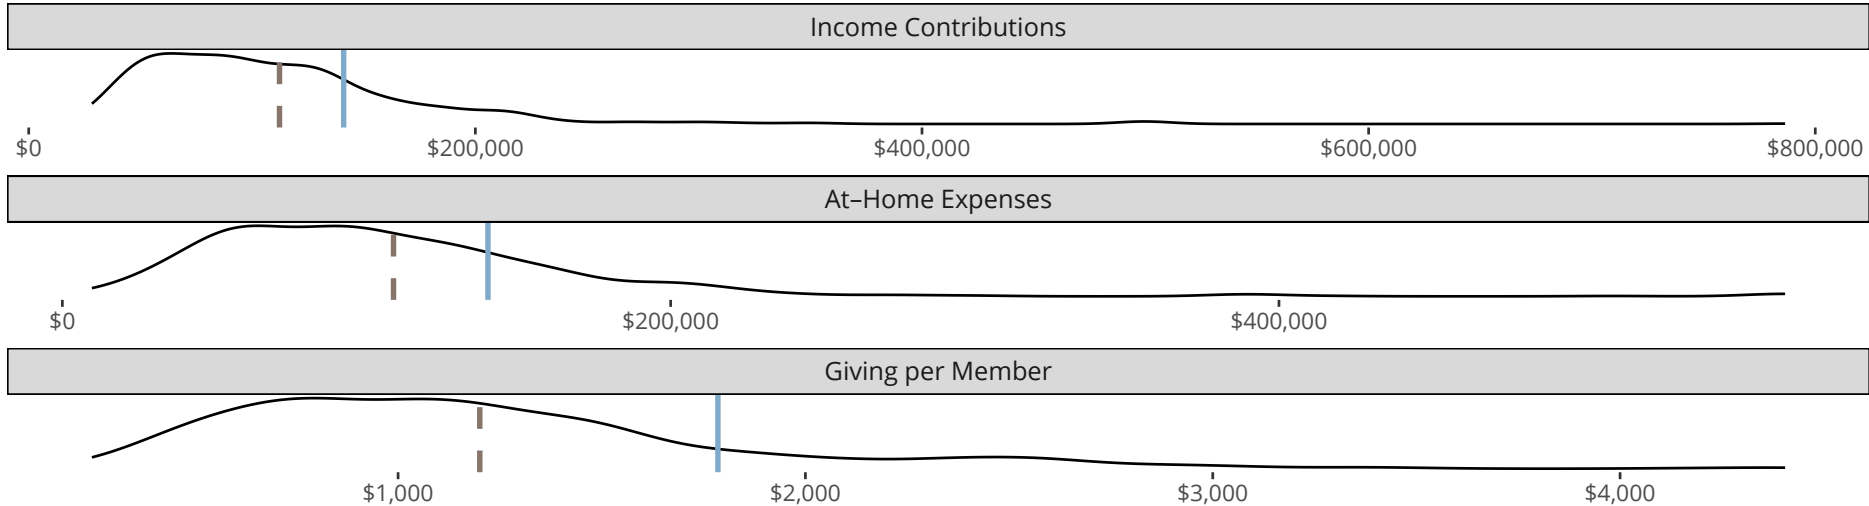 Income Contributions
$0 $200,000 $400,000 $600,000 $800,000
At–Home Expenses
$0 $200,000 $400,000
Giving per Member
$1,000 $2,000 $3,000 $4,000